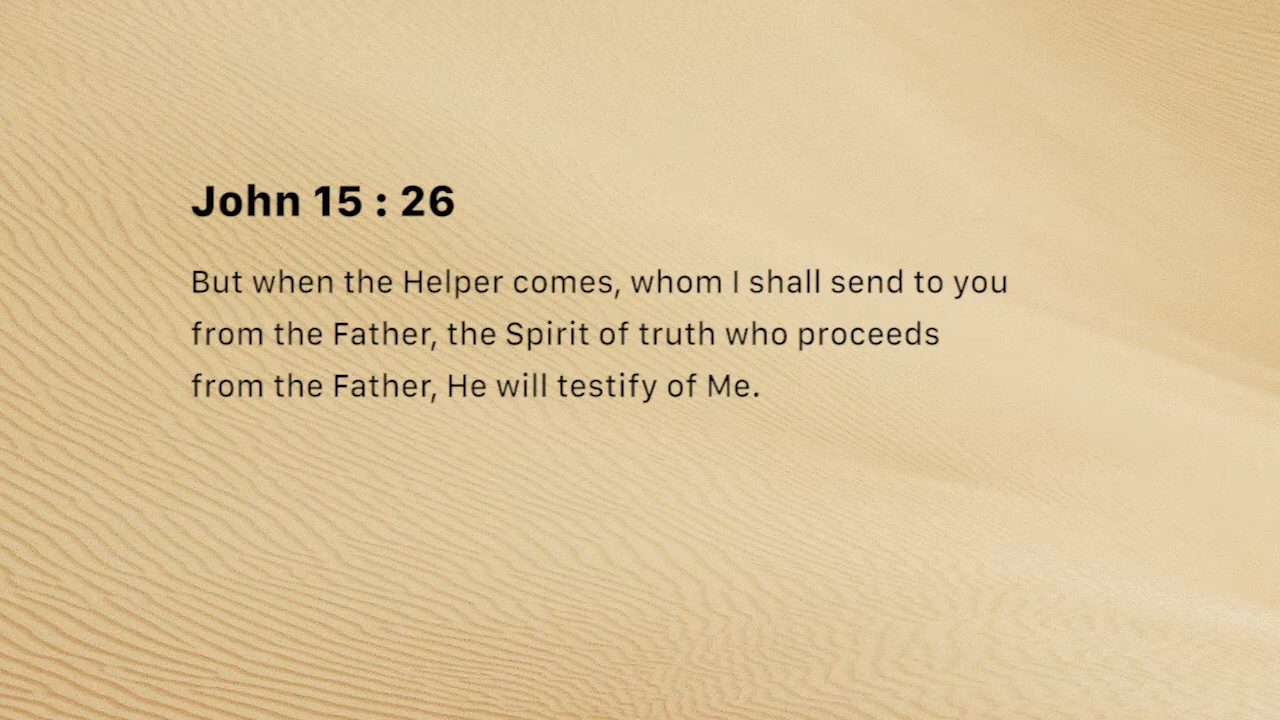 John 15 : 26
But when the Helper comes, whom I shall send to you
from the Father, the Spirit of truth who proceeds
from the Father, He will testify of Me.